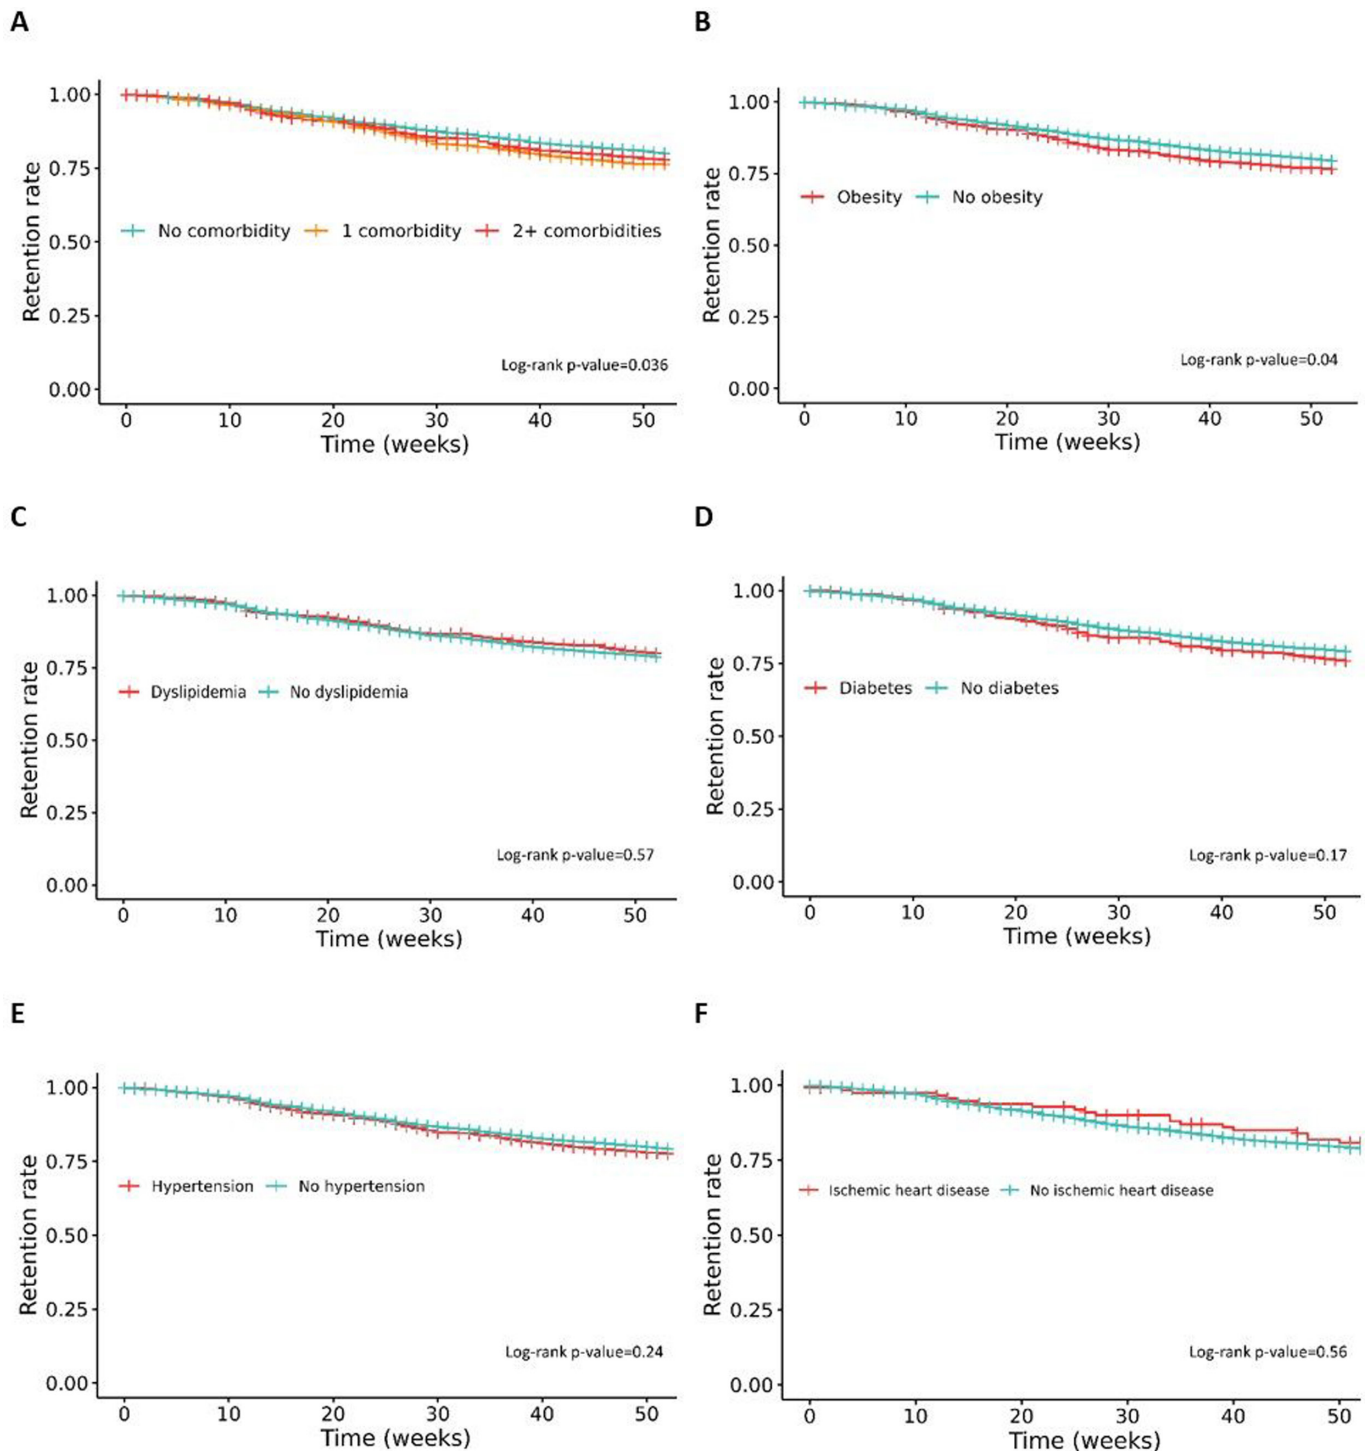 A
1.00
0.75
0.50
0.25
0.00
Retention rate
No comorbidity 1 comorbidity 2+ comorbidities
Log-rank p-value=0.036
0 10 20 30 40 50
Time (weeks)
B
1.00
0.75
0.50
0.25
0.00
Retention rate
Obesity No obesity
Log-rank p-value=0.04
0 10 20 30 40 50
Time (weeks)
C
1.00
0.75
0.50
0.25
0.00
Retention rate
Dyslipidemia No dyslipidemia
Log-rank p-value=0.57
0 10 20 30 40 50
Time (weeks)
D
1.00
0.75
0.50
0.25
0.00
Retention rate
Diabetes No diabetes
Log-rank p-value=0.17
0 10 20 30 40 50
Time (weeks)
E
1.00
0.75
0.50
0.25
0.00
Retention rate
Hypertension No hypertension
Log-rank p-value=0.24
0 10 20 30 40 50
Time (weeks)
F
1.00
0.75
0.50
0.25
0.00
Retention rate
Ischemic heart disease No ischemic heart disease
Log-rank p-value=0.56
0 10 20 30 40 50
Time (weeks)